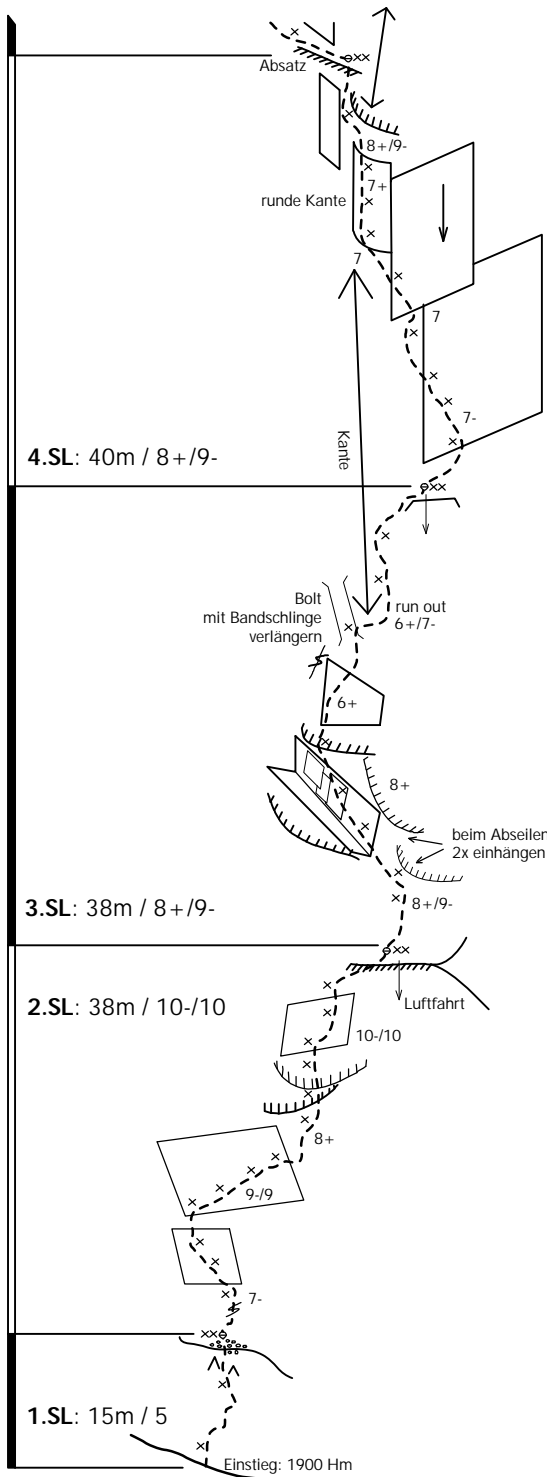 Absatz
8+/9-
7+
runde Kante
7
7
7-
Kante
4.SL: 40m / 8+/9-
Bolt
mit Bandschlinge
verlängern
run out
6+/7-
6+
8+
beim Abseilen
2x einhängen
8+/9-
3.SL: 38m / 8+/9-
2.SL: 38m / 10-/10
Luftfahrt
10-/10
8+
9-/9
7-
1.SL: 15m / 5
Einstieg: 1900 Hm